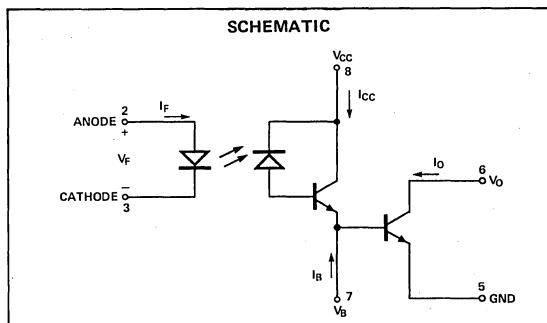 SCHEMATIC
VCC
8
ICC
ANODE 2
+
IF
VF
CATHODE –
3
IO
6
VO
IB
7
VB
5
GND